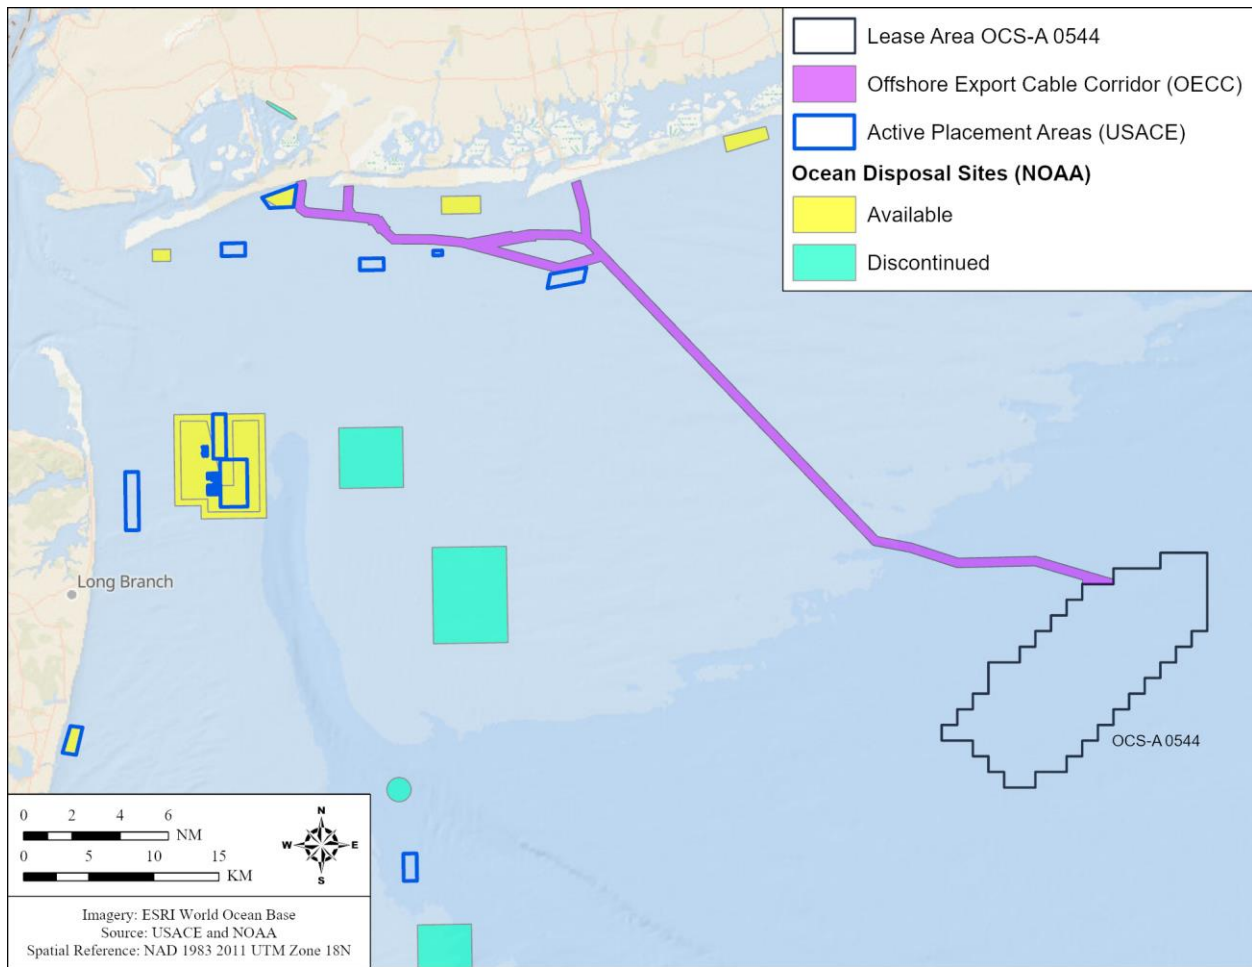 Lease Area OCS-A 0544
Offshore Export Cable Corridor (OECC)
Active Placement Areas (USACE)
Ocean Disposal Sites (NOAA)
Available
Discontinued
Long Branch
OCS-A 0544
0 2 4 6
NM
0 5 10 15
KM
N
W E
S
Imagery: ESRI World Ocean Base
Source: USACE and NOAA
Spatial Reference: NAD 1983 2011 UTM Zone 18N